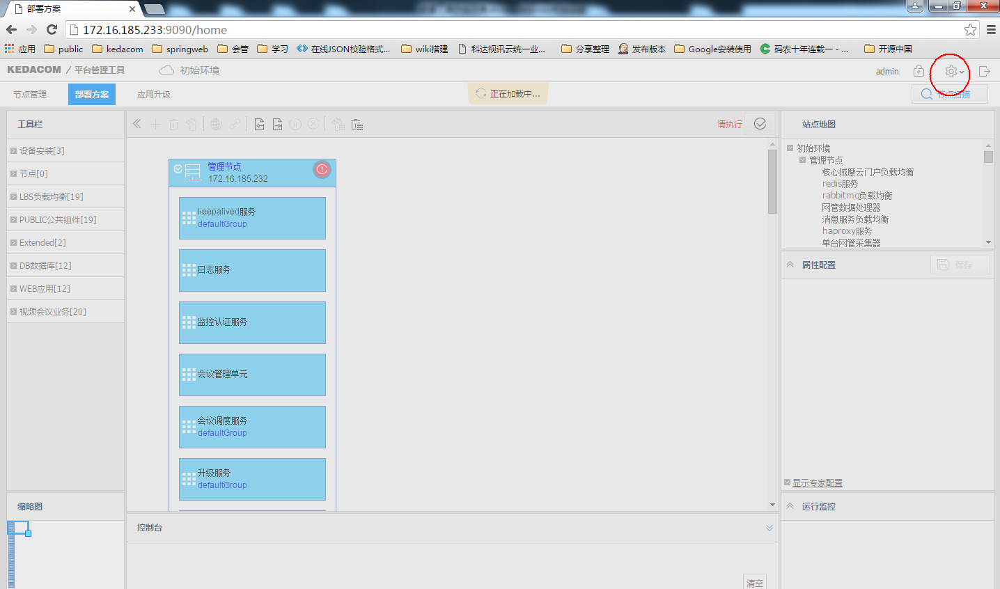 部署方案
172.16.185.233:9090/home
应用 public kedacom springweb 会管 学习 在线JSON校验格式... wiki搭建 科达视讯云统一业... 分享整理 发布版本 Google安装使用 码农十年连载一 - ... 开源中国
KEDACOM / 平台管理工具 初始环境 admin
节点管理 部署方案 应用升级 正在加载中... 节点扫描
工具栏
设备安装[3]
节点[0]
LBS负载均衡[19]
PUBLIC公共组件[19]
Extended[2]
DB数据库[12]
WEB应用[12]
视频会议业务[20]
缩略图
请执行
管理节点
172.16.185.232
keepalived服务
defaultGroup
日志服务
监控认证服务
会议管理单元
会议调度服务
defaultGroup
升级服务
defaultGroup
控制台
清空
站点地图
初始环境
管理节点
核心域摩云门户负载均衡
redis服务
rabbitmq负载均衡
网管数据处理器
消息服务负载均衡
haproxy服务
单台网管采集器
属性配置 保存
显示专家配置
运行监控